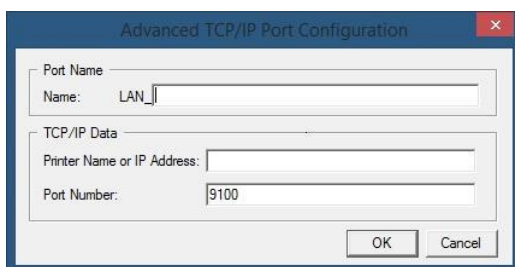 Advanced TCP/IP Port Configuration
Port Name
Name: LAN_
TCP/IP Data
Printer Name or IP Address:
Port Number: 9100
OK Cancel